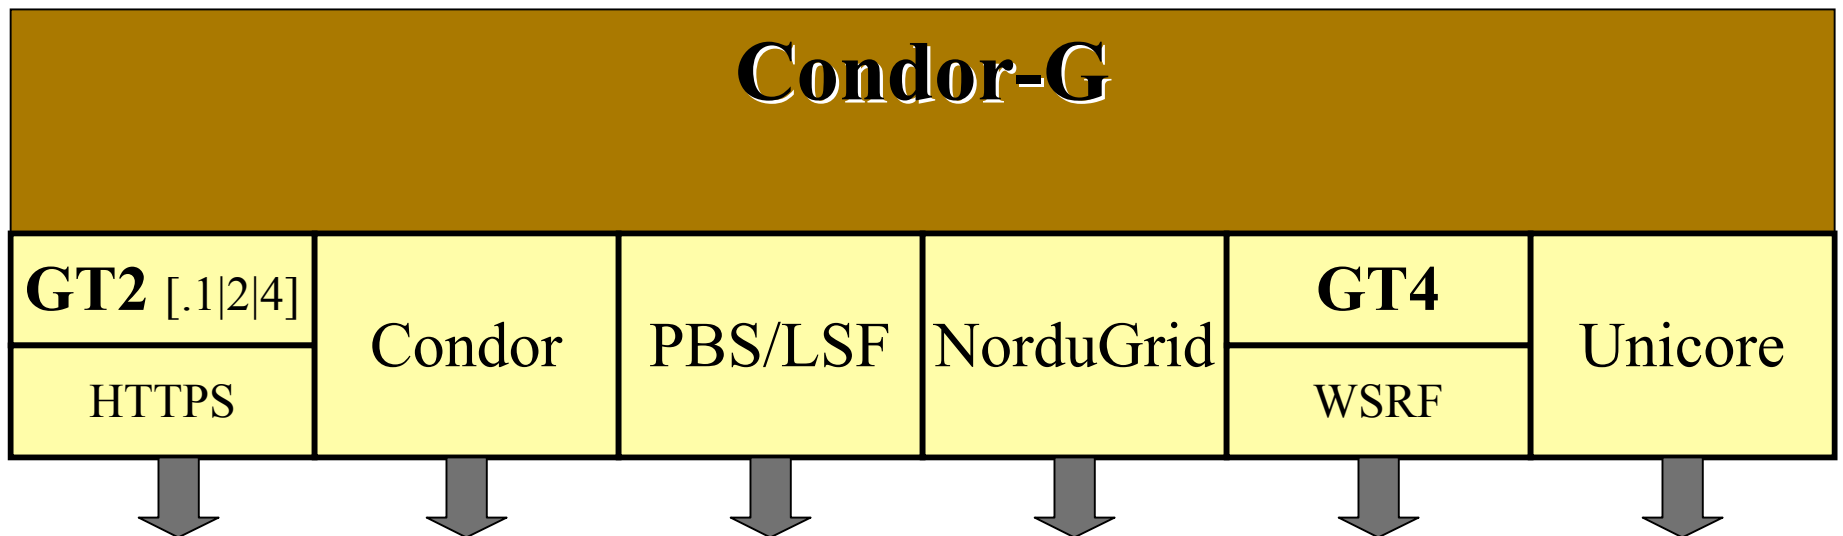 Condor-G
GT2 [.1|2|4]
HTTPS
Condor
PBS/LSF
NorduGrid
GT4
WSRF
Unicore